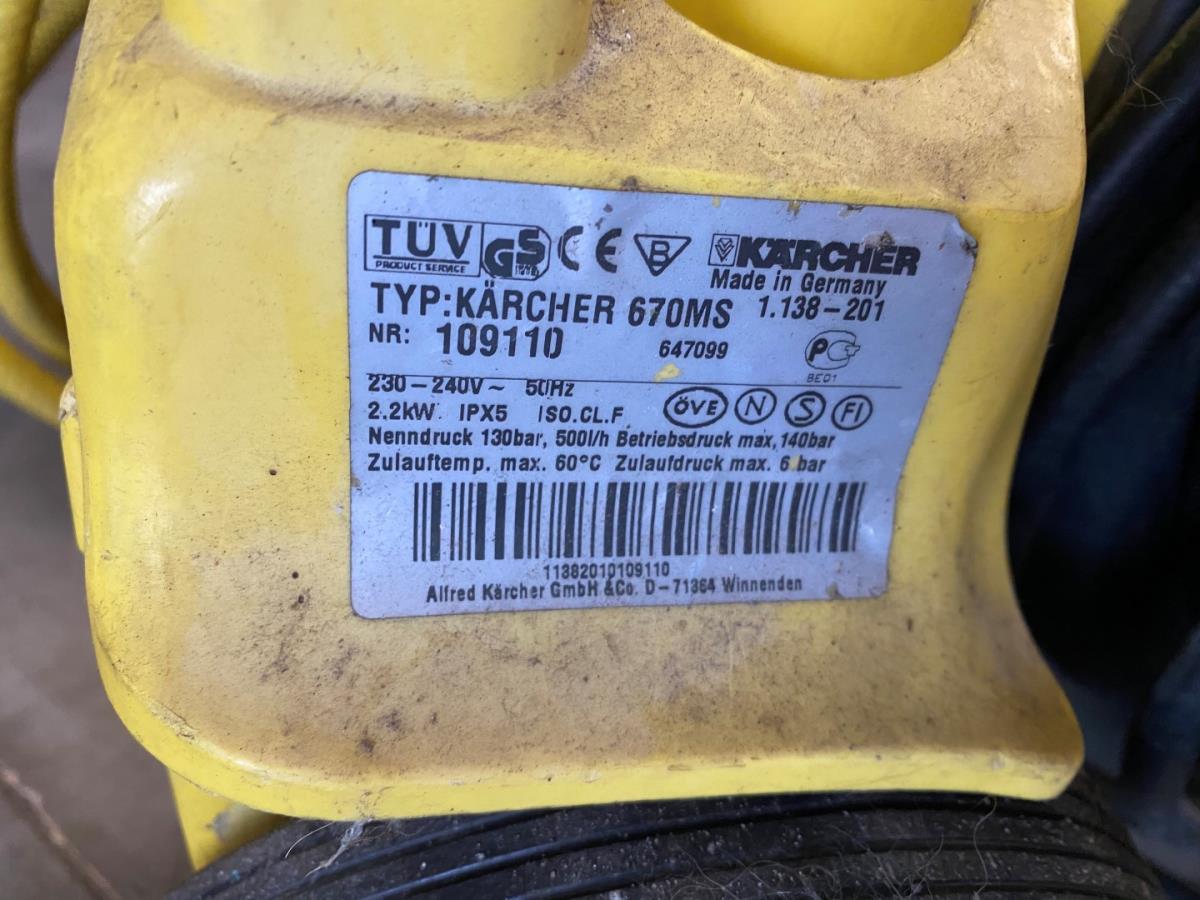 TÜV
PRODUCT SERVICE
GS
CE
B
KÄRCHER
Made in Germany
TYP:KÄRCHER 670MS 1.138-201
NR: 109110 647099
BE01
230-240V~ 50Hz
2.2kW IPX5 ISO.CL.F
ÖVE N S FI
Nenndruck 130bar, 500l/h Betriebsdruck max, 140bar
Zulauftemp. max. 60°C Zulaufdruck max. 6 bar
11382010109110
Alfred Kärcher GmbH &Co. D-71364 Winnenden